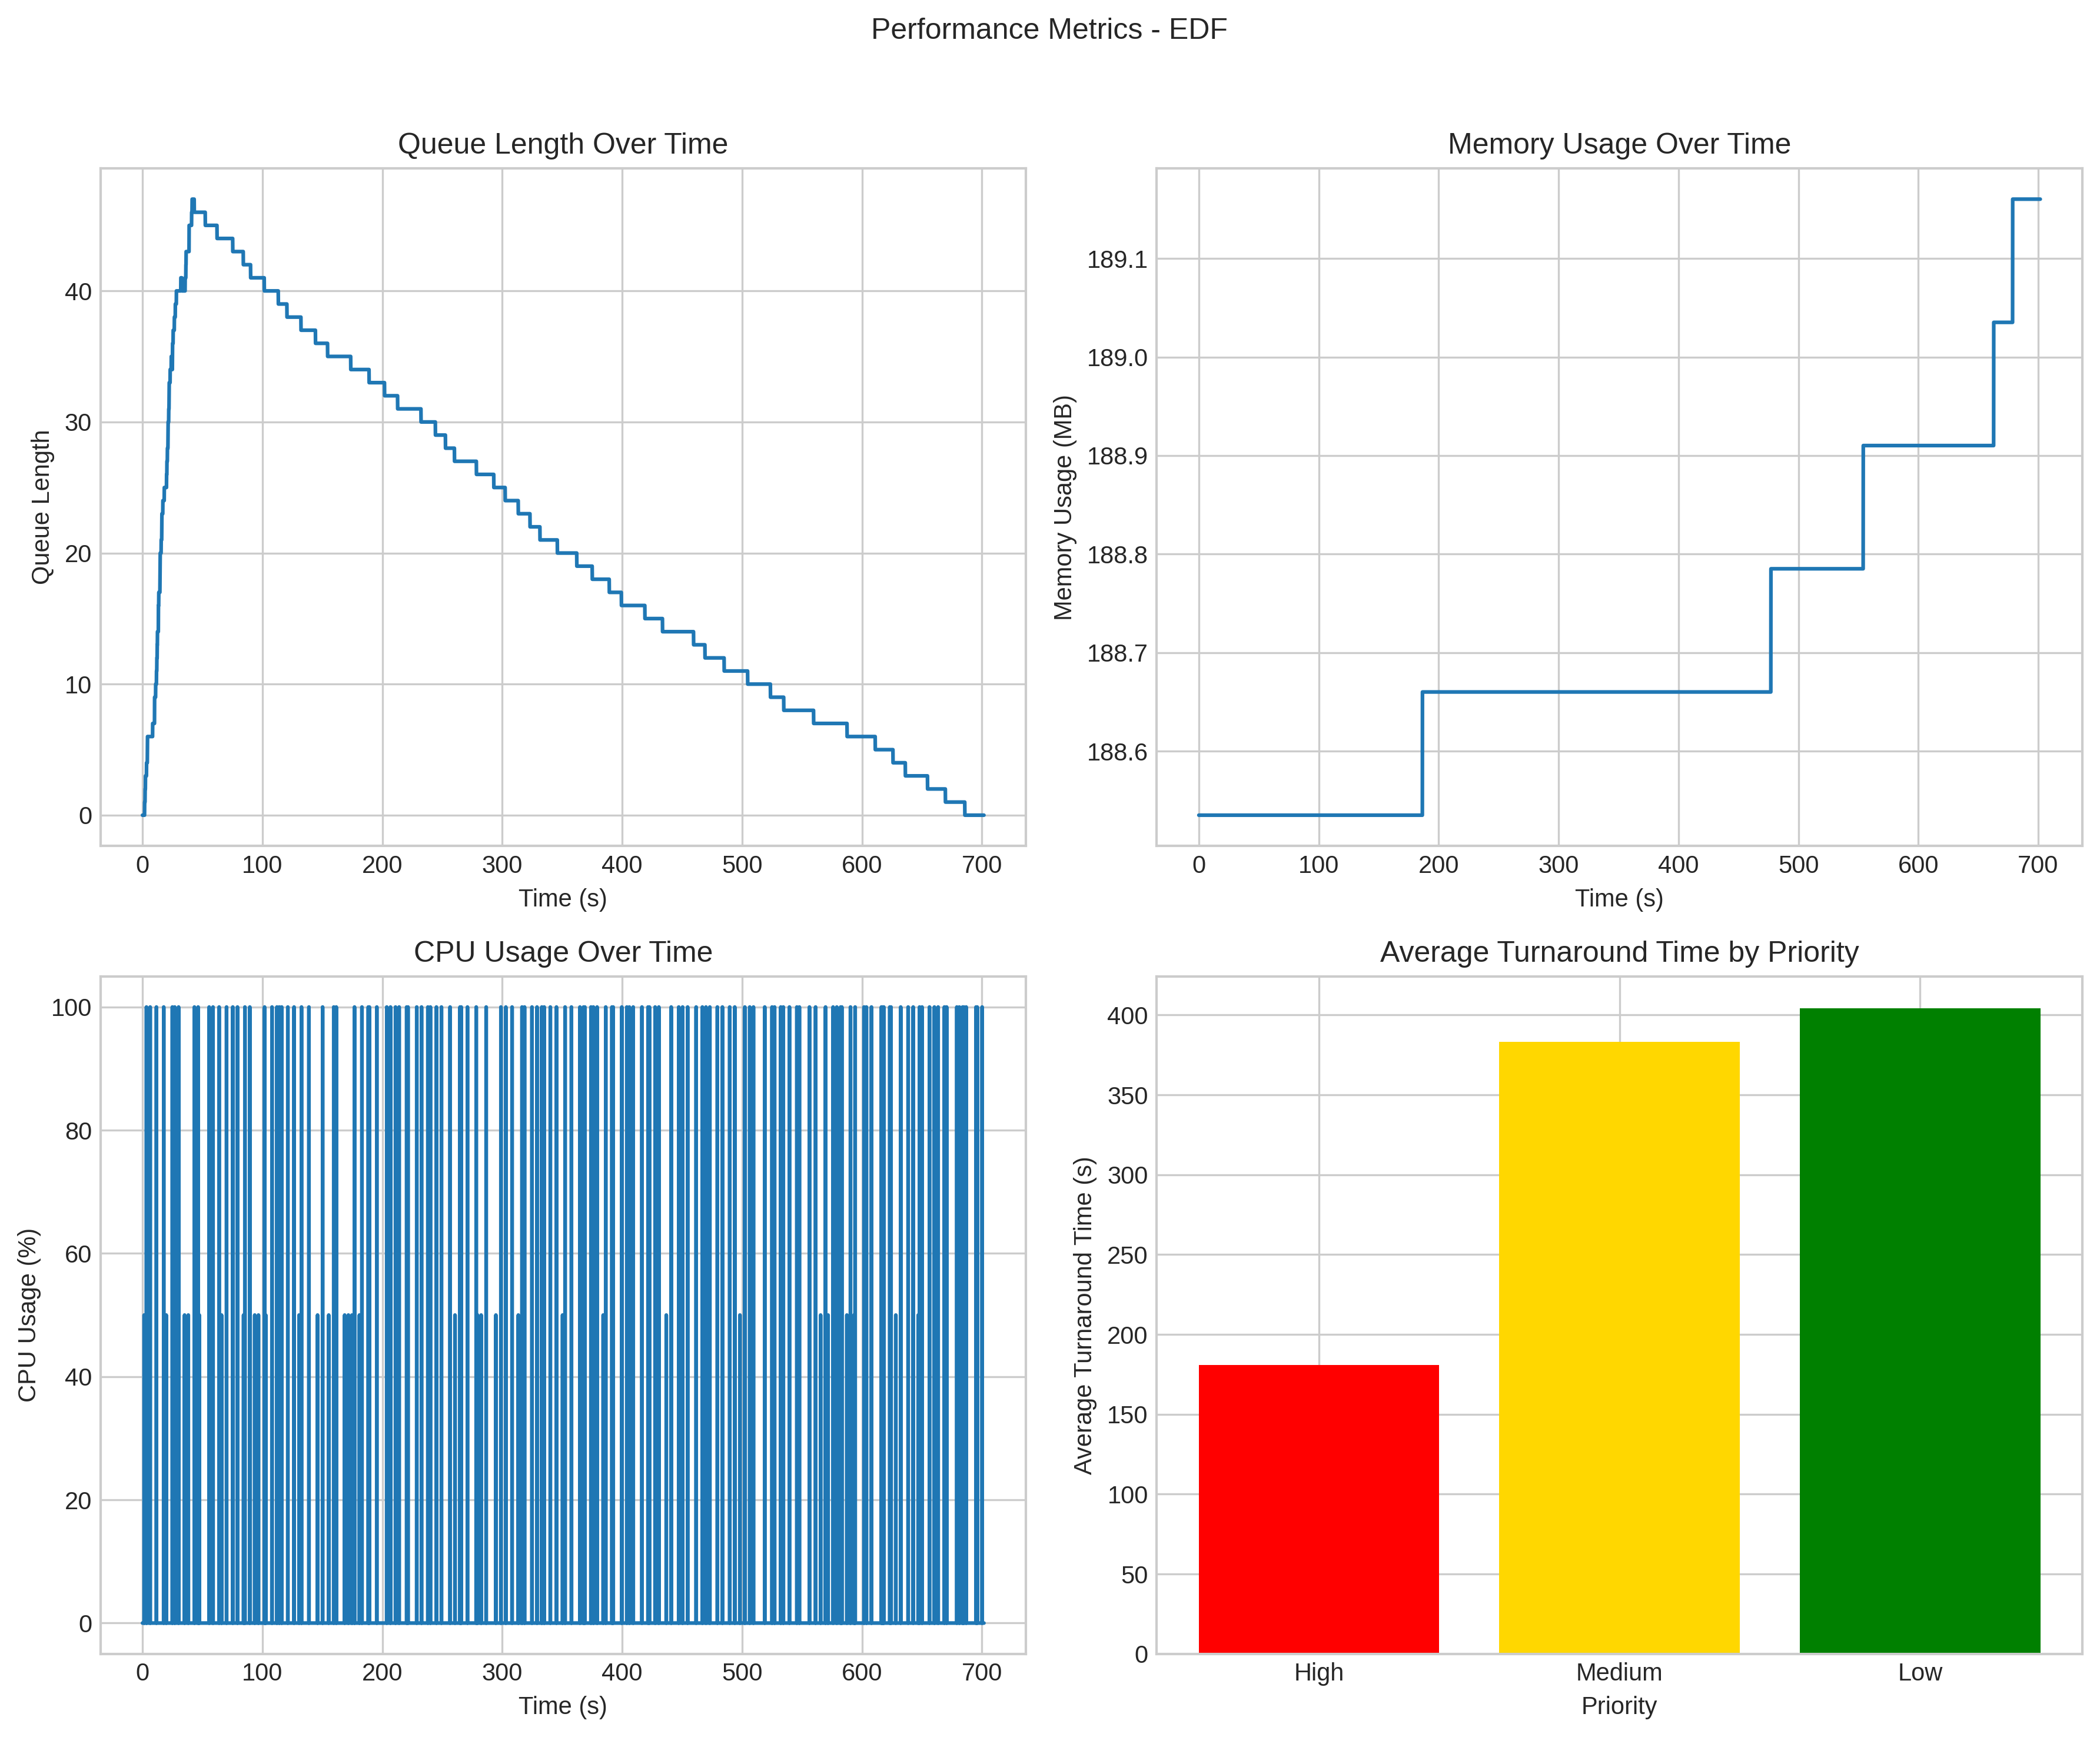 Performance Metrics - EDF
Queue Length Over Time
Queue Length
40
30
20
10
0
0 100 200 300 400 500 600 700
Time (s)
Memory Usage Over Time
Memory Usage (MB)
189.1
189.0
188.9
188.8
188.7
188.6
0 100 200 300 400 500 600 700
Time (s)
CPU Usage Over Time
CPU Usage (%)
100
80
60
40
20
0
0 100 200 300 400 500 600 700
Time (s)
Average Turnaround Time by Priority
Average Turnaround Time (s)
400
350
300
250
200
150
100
50
0
High Medium Low
Priority